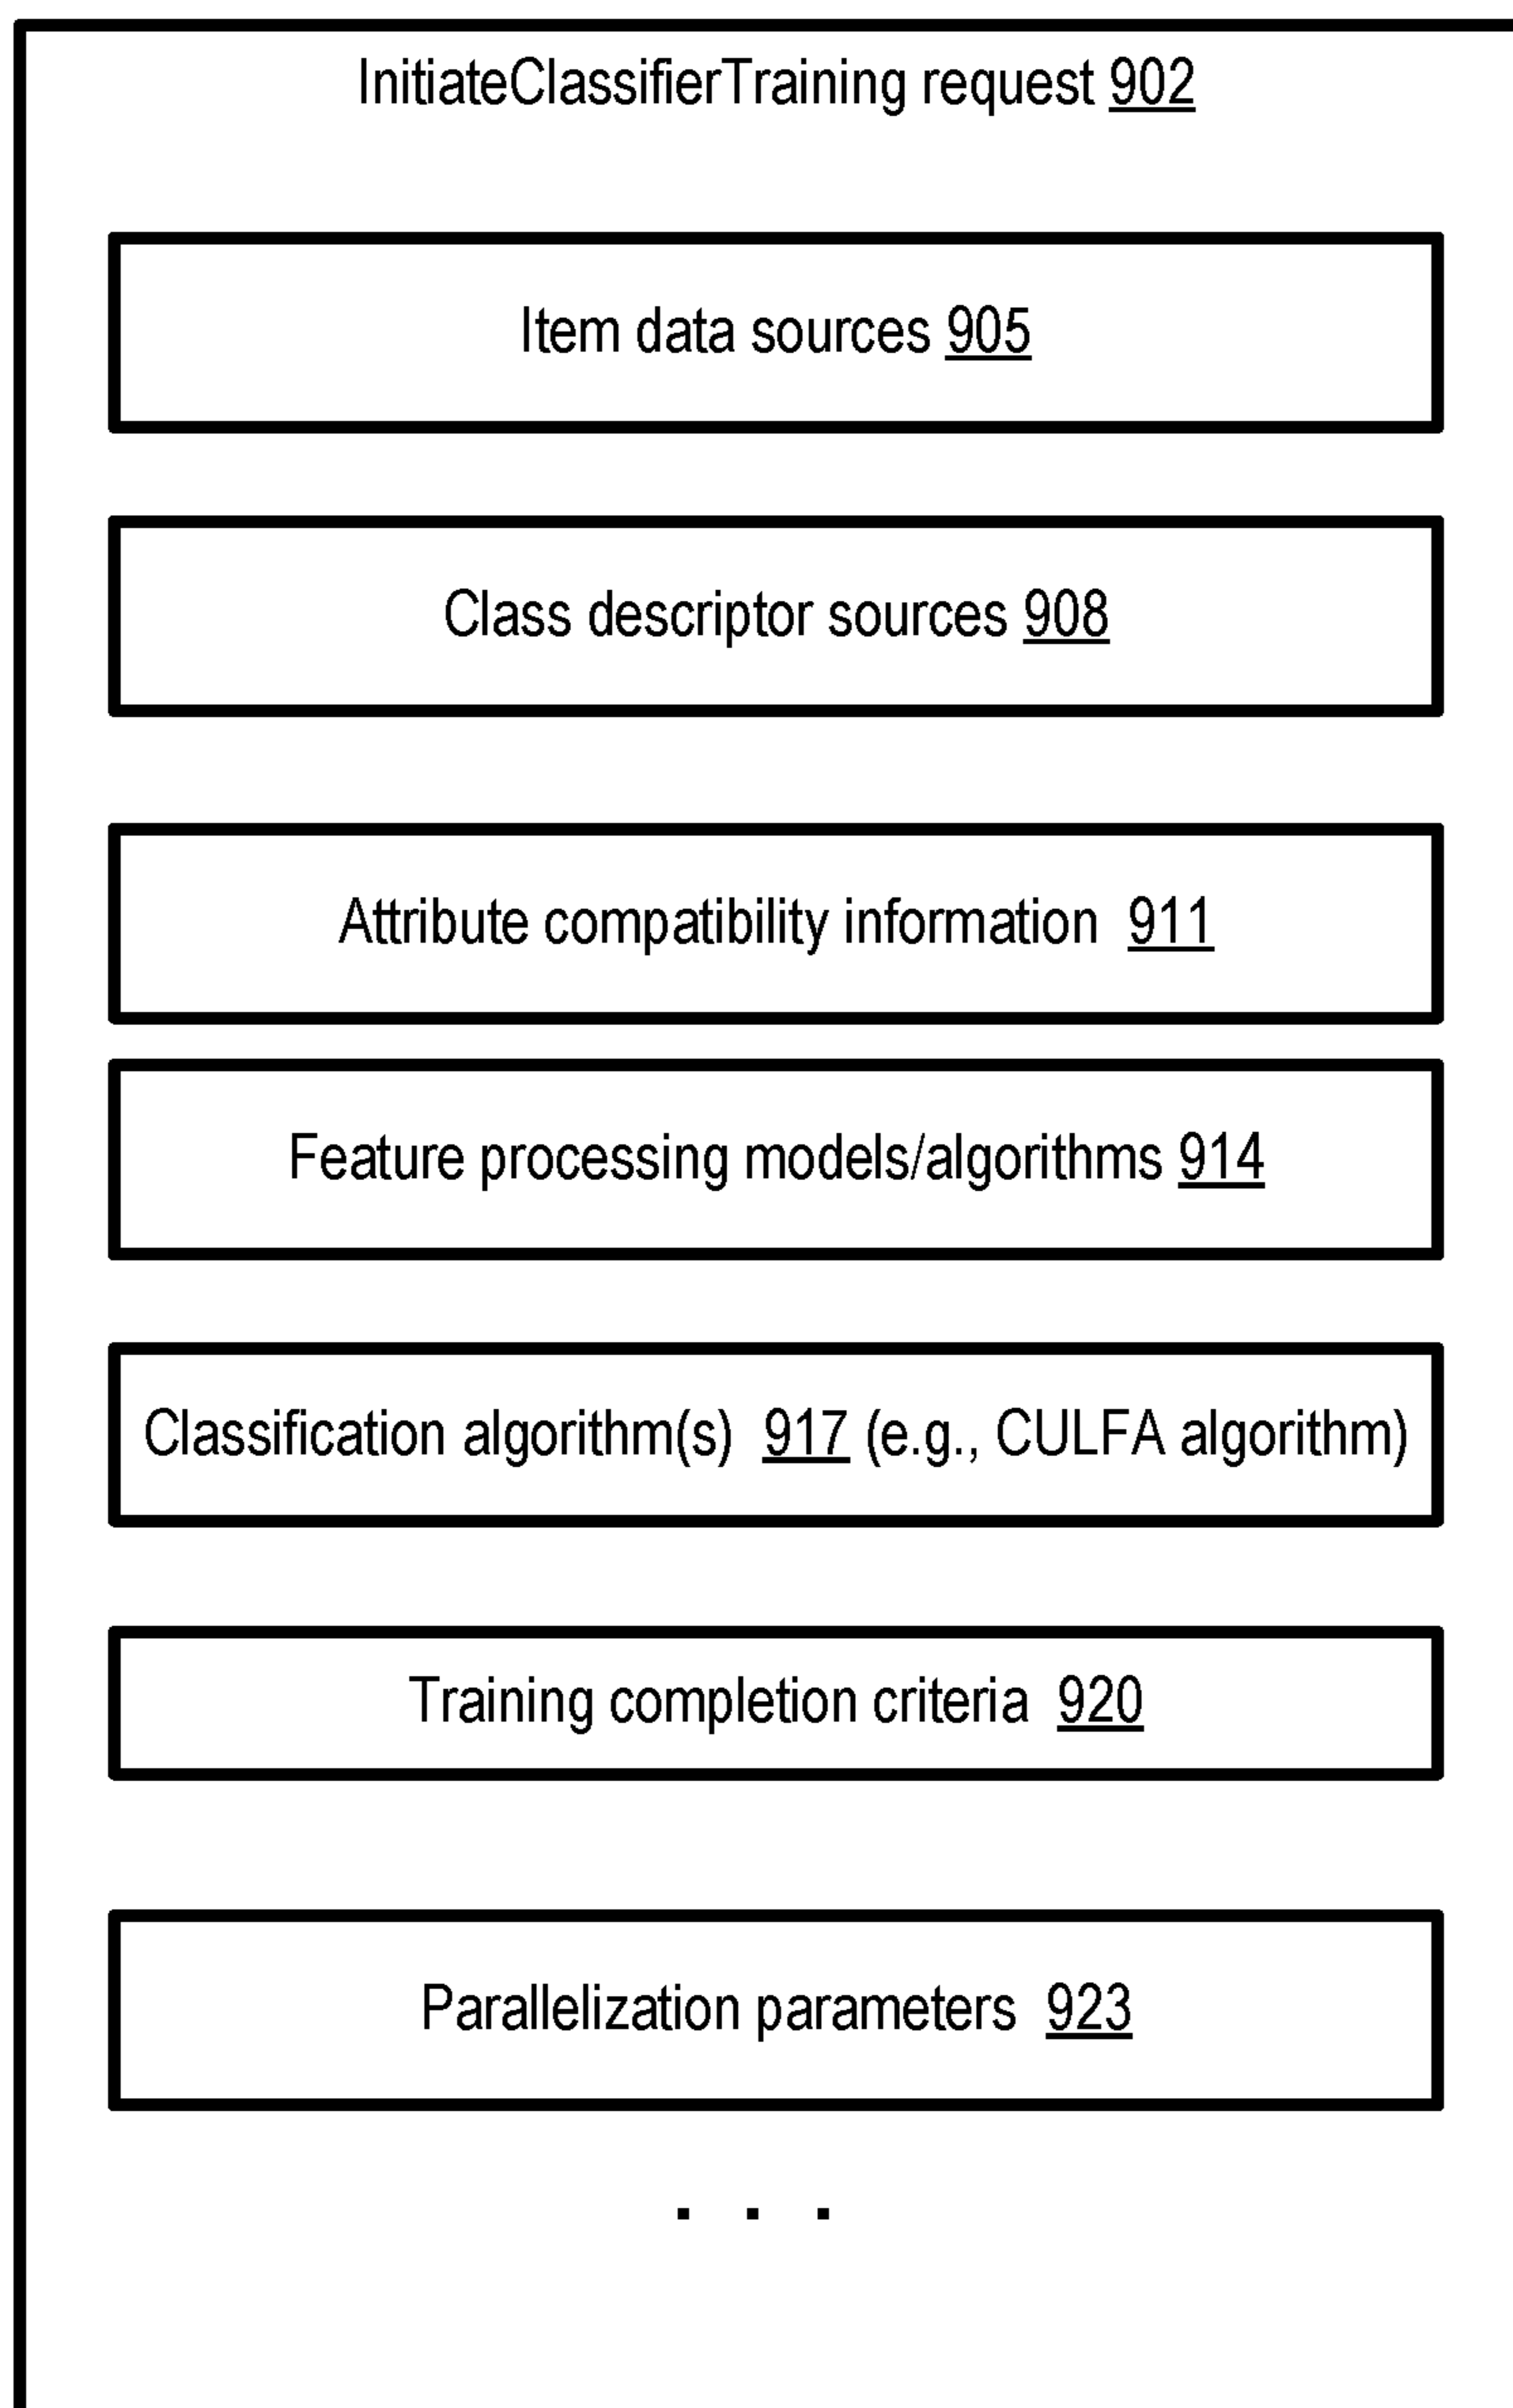 InitiateClassifierTraining request 902
Item data sources 905
Class descriptor sources 908
Attribute compatibility information 911
Feature processing models/algorithms 914
Classification algorithm(s) 917 (e.g., CULFA algorithm)
Training completion criteria 920
Parallelization parameters 923
. . .